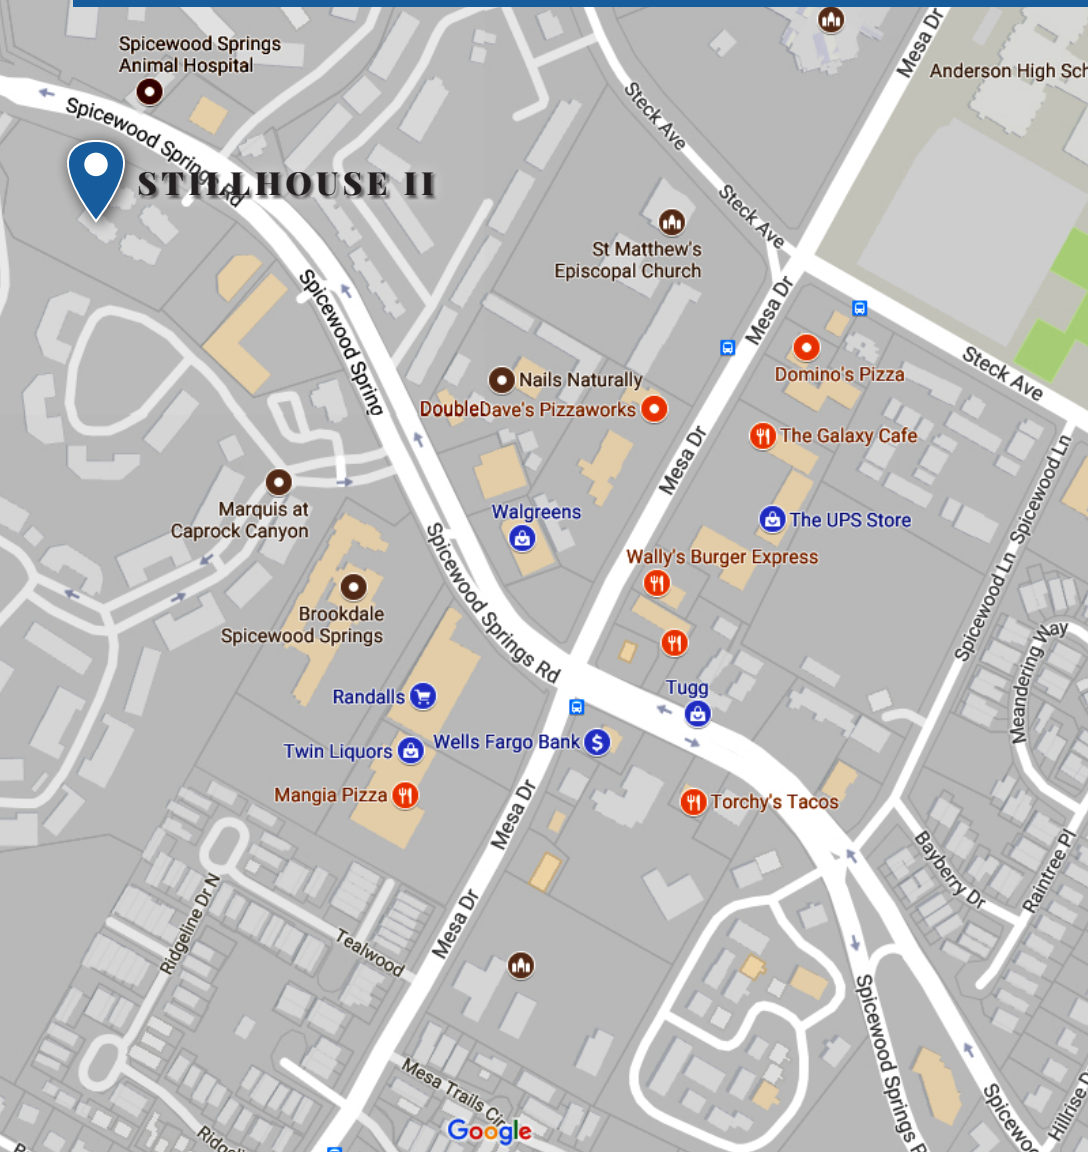 Mesa Dr
Spicewood Springs
Animal Hospital
Anderson High Sch
Steck Ave
Spicewood Springs Rd
STILLHOUSE II
Steck Ave
St Matthew's
Episcopal Church
Mesa Dr
Spicewood Spring
Steck Ave
Domino's Pizza
Nails Naturally
DoubleDave's Pizzaworks
The Galaxy Cafe
Mesa Dr
Spicewood Ln
Marquis at
Caprock Canyon
Walgreens
The UPS Store
Wally's Burger Express
Spicewood Springs Rd
Spicewood Ln
Brookdale
Spicewood Springs
Meandering Way
Randalls
Tugg
Twin Liquors
Wells Fargo Bank
Mangia Pizza
Torchy's Tacos
Mesa Dr
Bayberry Dr
Raintree Pl
Ridgeline Dr N
Mesa Dr
Tealwood
Spicewood Springs R
Mesa Trails Cir
Spicewoo
Hillrise D
Google